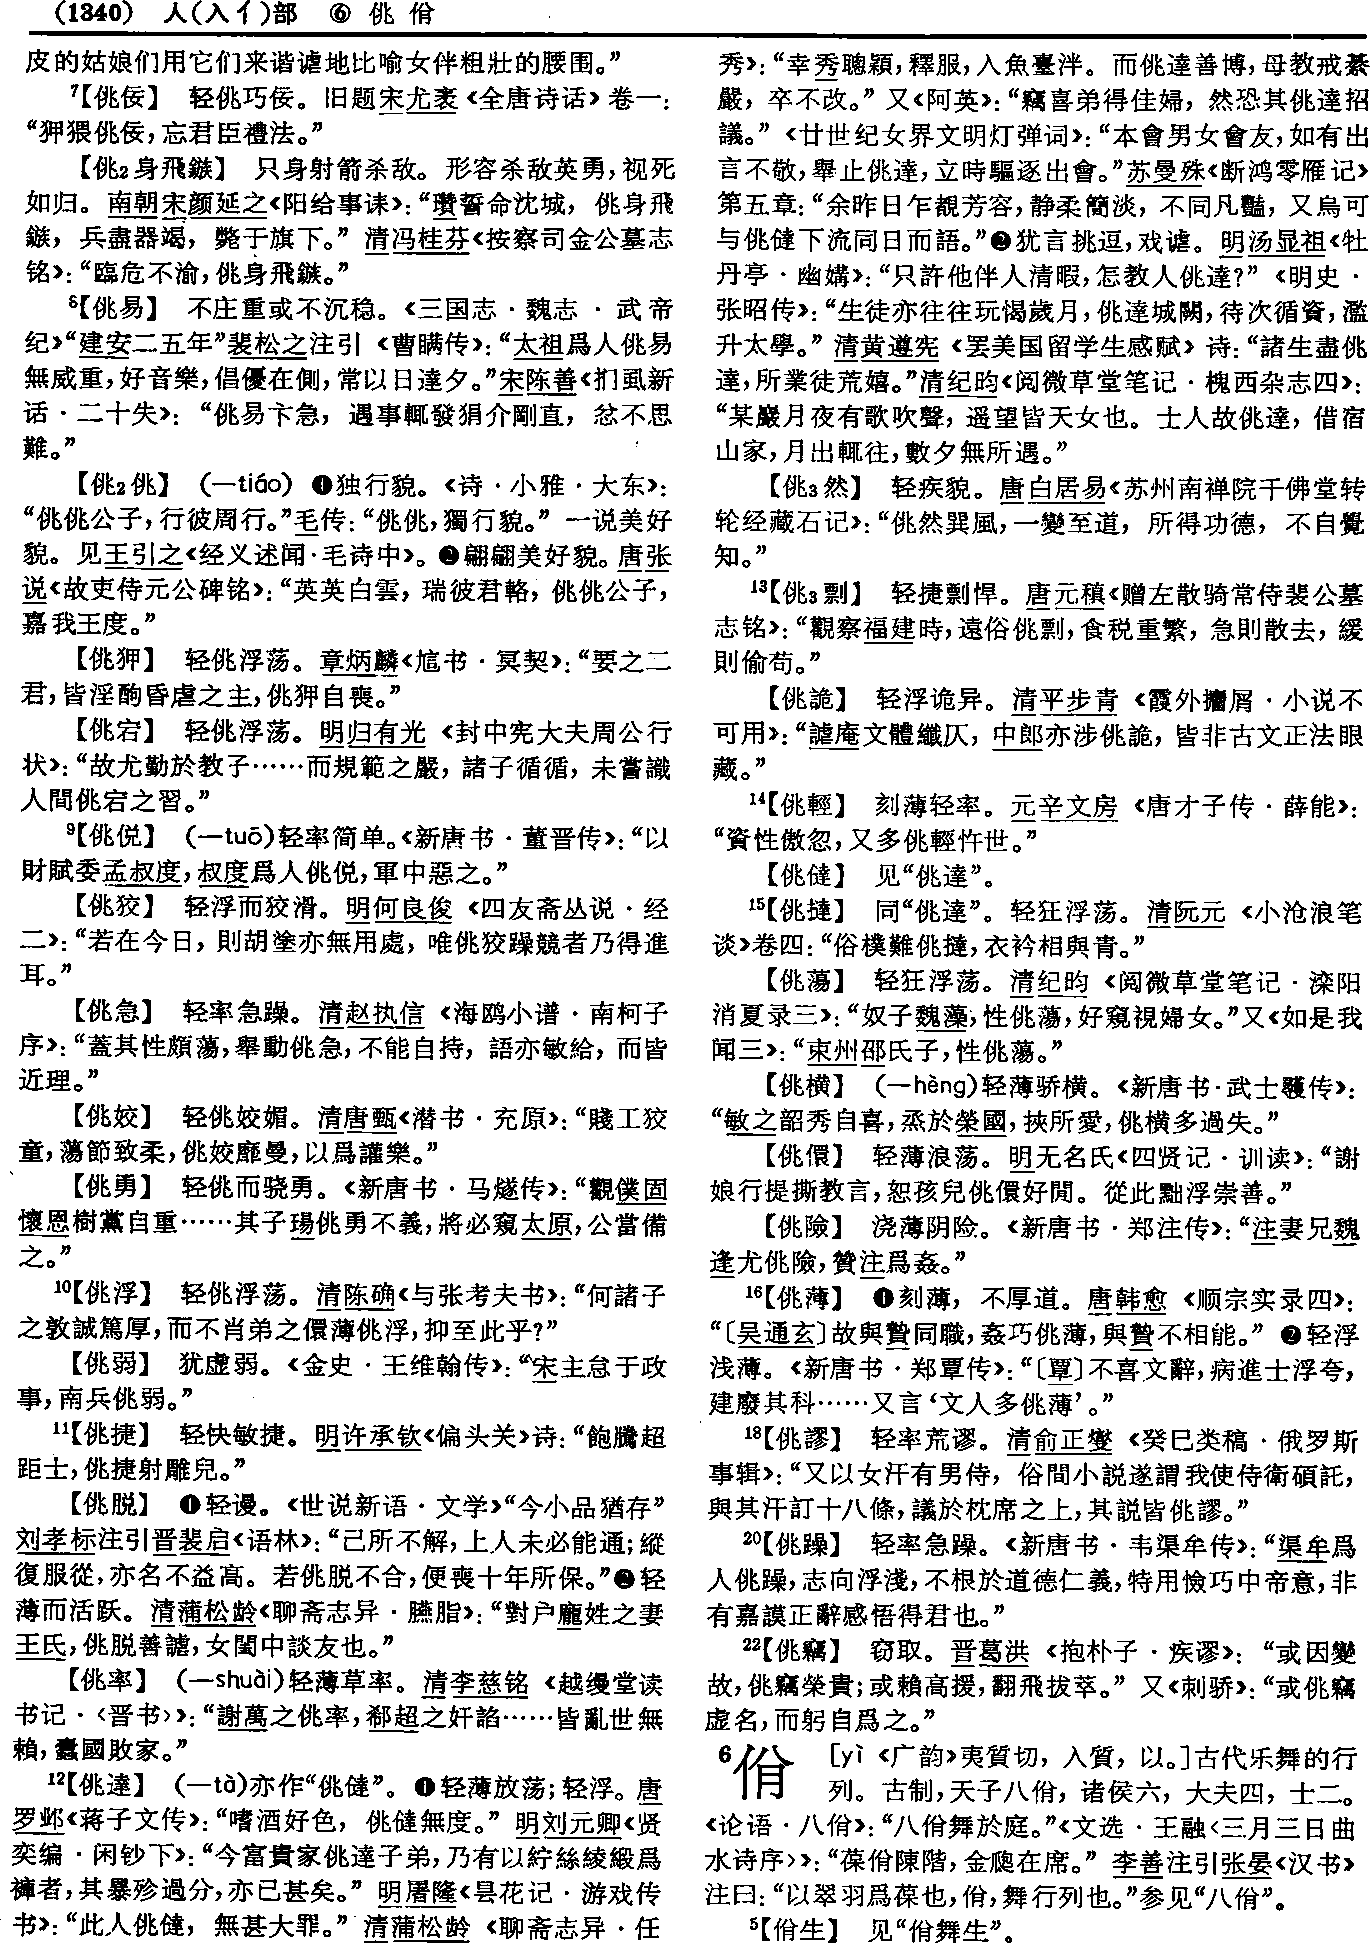 (1340) 人(入亻)部 ⑥ 佻 佾
皮的姑娘们用它们来谐谑地比喻女伴粗壮的腰围。”
⁷【佻佞】 轻佻巧佞。旧题宋尤袤《全唐诗话》卷一：
“狎猥佻佞，忘君臣禮法。”
【佻₂身飛鏃】 只身射箭杀敌。形容杀敌英勇，视死
如归。南朝宋颜延之《阳给事诔》：“瓚誓命沈城，佻身飛
鏃，兵盡器竭，斃于旗下。”清冯桂芬《按察司金公墓志
铭》：“臨危不渝，佻身飛鏃。”
⁸【佻易】 不庄重或不沉稳。《三国志·魏志·武帝
纪》“建安二五年”裴松之注引《曹瞒传》：“太祖爲人佻易
無威重，好音樂，倡優在側，常以日達夕。”宋陈善《扪虱新
话·二十失》：“佻易卞急，遇事輒發狷介剛直，忿不思
難。”
【佻₂佻】 (—tiáo) ❶独行貌。《诗·小雅·大东》：
“佻佻公子，行彼周行。”毛传：“佻佻，獨行貌。”一说美好
貌。见王引之《经义述闻·毛诗中》。❷翩翩美好貌。唐张
说《故吏侍元公碑铭》：“英英白雲，瑞彼君輅，佻佻公子，
嘉我王度。”
【佻狎】 轻佻浮荡。章炳麟《訄书·冥契》：“要之二
君，皆淫酗昏虐之主，佻狎自喪。”
【佻宕】 轻佻浮荡。明归有光《封中宪大夫周公行
状》：“故尤勤於教子……而規範之嚴，諸子循循，未嘗識
人間佻宕之習。”
⁹【佻侻】 (—tuō)轻率简单。《新唐书·董晋传》：“以
財賦委孟叔度，叔度爲人佻侻，軍中惡之。”
【佻狡】 轻浮而狡滑。明何良俊《四友斋丛说·经
二》：“若在今日，則胡塗亦無用處，唯佻狡躁競者乃得進
耳。”
【佻急】 轻率急躁。清赵执信《海鸥小谱·南柯子
序》：“蓋其性頗蕩，舉動佻急，不能自持，語亦敏給，而皆
近理。”
【佻姣】 轻佻姣媚。清唐甄《潜书·充原》：“賤工狡
童，蕩節致柔，佻姣靡曼，以爲讙樂。”
【佻勇】 轻佻而骁勇。《新唐书·马燧传》：“觀僕固
懷恩樹黨自重……其子瑒佻勇不義，將必窺太原，公當備
之。”
¹⁰【佻浮】 轻佻浮荡。清陈确《与张考夫书》：“何諸子
之敦誠篤厚，而不肖弟之儇薄佻浮，抑至此乎？”
【佻弱】 犹虚弱。《金史·王维翰传》：“宋主怠于政
事，南兵佻弱。”
¹¹【佻捷】 轻快敏捷。明许承钦《偏头关》诗：“飽騰超
距士，佻捷射雕兒。”
【佻脱】 ❶轻谩。《世说新语·文学》“今小品犹存”
刘孝标注引晋裴启《语林》：“己所不解，上人未必能通；縱
復服從，亦名不益高。若佻脱不合，便喪十年所保。”❷轻
薄而活跃。清蒲松龄《聊斋志异·臙脂》：“對户龐姓之妻
王氏，佻脱善謔，女閨中談友也。”
【佻率】 (—shuài)轻薄草率。清李慈铭《越缦堂读
书记·〈晋书〉》：“謝萬之佻率，郗超之奸諂……皆亂世無
賴，蠹國敗家。”
¹²【佻達】 (—tà)亦作“佻㒓”。❶轻薄放荡；轻浮。唐
罗邺《蒋子文传》：“嗜酒好色，佻㒓無度。”明刘元卿《贤
奕编·闲钞下》：“今富貴家佻達子弟，乃有以紵絲綾緞爲
褲者，其暴殄過分，亦已甚矣。”明屠隆《昙花记·游戏传
书》：“此人佻㒓，無甚大罪。”清蒲松龄《聊斋志异·任
秀》：“幸秀聰穎，釋服，入魚臺泮。而佻達善博，母教戒綦
嚴，卒不改。”又《阿英》：“竊喜弟得佳婦，然恐其佻達招
議。”《廿世纪女界文明灯弹词》：“本會男女會友，如有出
言不敬，舉止佻達，立時驅逐出會。”苏曼殊《断鸿零雁记》
第五章：“余昨日乍觀芳容，静柔簡淡，不同凡豔，又烏可
与佻㒓下流同日而語。”❷犹言挑逗，戏谑。明汤显祖《牡
丹亭·幽媾》：“只許他伴人清暇，怎教人佻達？”《明史·
张昭传》：“生徒亦往往玩愒歲月，佻達城闕，待次循資，濫
升太學。”清黄遵宪《罢美国留学生感赋》诗：“諸生盡佻
達，所業徒荒嬉。”清纪昀《阅微草堂笔记·槐西杂志四》：
“某巖月夜有歌吹聲，遥望皆天女也。士人故佻達，借宿
山家，月出輒往，數夕無所遇。”
【佻₃然】 轻疾貌。唐白居易《苏州南禅院千佛堂转
轮经藏石记》：“佻然巽風，一變至道，所得功德，不自覺
知。”
¹³【佻₃剽】 轻捷剽悍。唐元稹《赠左散骑常侍裴公墓
志铭》：“觀察福建時，遠俗佻剽，食税重繁，急則散去，緩
則偷苟。”
【佻詭】 轻浮诡异。清平步青《霞外攟屑·小说不
可用》：“謔庵文體纖仄，中郎亦涉佻詭，皆非古文正法眼
藏。”
¹⁴【佻輕】 刻薄轻率。元辛文房《唐才子传·薛能》：
“資性傲忽，又多佻輕忤世。”
【佻㒓】 见“佻達”。
¹⁵【佻撻】 同“佻達”。轻狂浮荡。清阮元《小沧浪笔
谈》卷四：“俗樸難佻撻，衣衿相與青。”
【佻蕩】 轻狂浮荡。清纪昀《阅微草堂笔记·滦阳
消夏录三》：“奴子魏藻，性佻蕩，好窺視婦女。”又《如是我
闻三》：“東州邵氏子，性佻蕩。”
【佻横】 (—hèng)轻薄骄横。《新唐书·武士彟传》：
“敏之韶秀自喜，烝於榮國，挾所愛，佻横多過失。”
【佻儇】 轻薄浪荡。明无名氏《四贤记·训读》：“謝
娘行提撕教言，恕孩兒佻儇好閒。從此黜浮崇善。”
【佻險】 浇薄阴险。《新唐书·郑注传》：“注妻兄魏
逢尤佻險，贊注爲姦。”
¹⁶【佻薄】 ❶刻薄，不厚道。唐韩愈《顺宗实录四》：
“〔吴通玄〕故與贄同職，姦巧佻薄，與贄不相能。”❷轻浮
浅薄。《新唐书·郑覃传》：“〔覃〕不喜文辭，病進士浮夸，
建廢其科……又言‘文人多佻薄’。”
¹⁸【佻謬】 轻率荒谬。清俞正燮《癸巳类稿·俄罗斯
事辑》：“又以女汗有男侍，俗間小説遂謂我使侍衛碩託，
與其汗訂十八條，議於枕席之上，其説皆佻謬。”
²⁰【佻躁】 轻率急躁。《新唐书·韦渠牟传》：“渠牟爲
人佻躁，志向浮淺，不根於道德仁義，特用憸巧中帝意，非
有嘉謨正辭感悟得君也。”
²²【佻竊】 窃取。晋葛洪《抱朴子·疾谬》：“或因變
故，佻竊榮貴；或賴高援，翻飛拔萃。”又《刺骄》：“或佻竊
虚名，而躬自爲之。”
⁶佾 [yì《广韵》夷質切，入質，以。]古代乐舞的行
列。古制，天子八佾，诸侯六，大夫四，士二。
《论语·八佾》：“八佾舞於庭。”《文选·王融〈三月三日曲
水诗序〉》：“葆佾陳階，金瓟在席。”李善注引张晏《汉书》
注曰：“以翠羽爲葆也，佾，舞行列也。”参见“八佾”。
⁵【佾生】 见“佾舞生”。